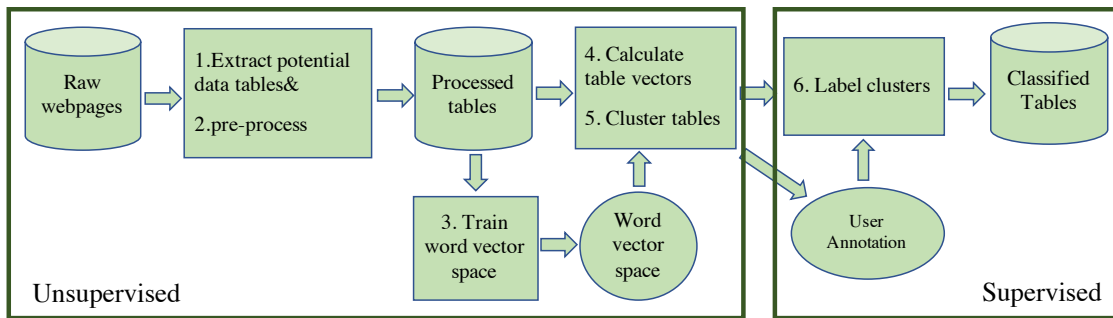 Raw
webpages
1.Extract potential
data tables&
2.pre-process
Processed
tables
4. Calculate
table vectors
5. Cluster tables
3. Train
word vector
space
Word
vector
space
Unsupervised
6. Label clusters
Classified
Tables
User
Annotation
Supervised